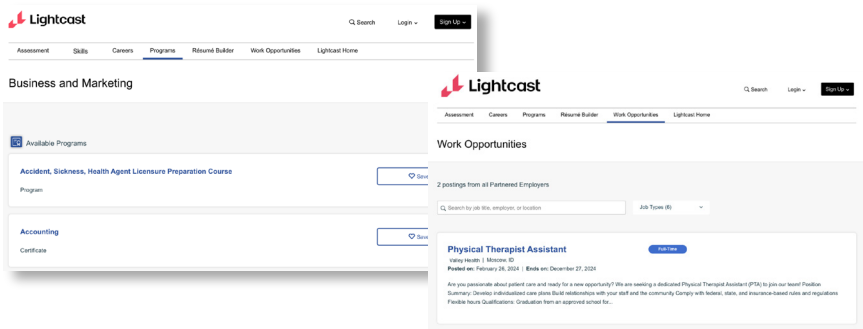 Lightcast
Search Login Sign Up
Assessment Skills Careers Programs Résumé Builder Work Opportunities Lightcast Home
Business and Marketing
Available Programs
Accident, Sickness, Health Agent Licensure Preparation Course
Save
Program
Accounting
Save
Certificate
Lightcast
Search Login Sign Up
Assessment Careers Programs Résumé Builder Work Opportunities Lightcast Home
Work Opportunities
2 postings from all Partnered Employers
Search by job title, employer, or location Job Types (6)
Physical Therapist Assistant Full-Time
Valley Health | Moscow, ID
Posted on: February 26, 2024 | Ends on: December 27, 2024
Are you passionate about patient care and ready for a new opportunity? We are seeking a dedicated Physical Therapist Assistant (PTA) to join our team! Position
Summary: Develop individualized care plans Build relationships with your staff and the community Comply with federal, state, and insurance-based rules and regulations
Flexible hours Qualifications: Graduation from an approved school for...